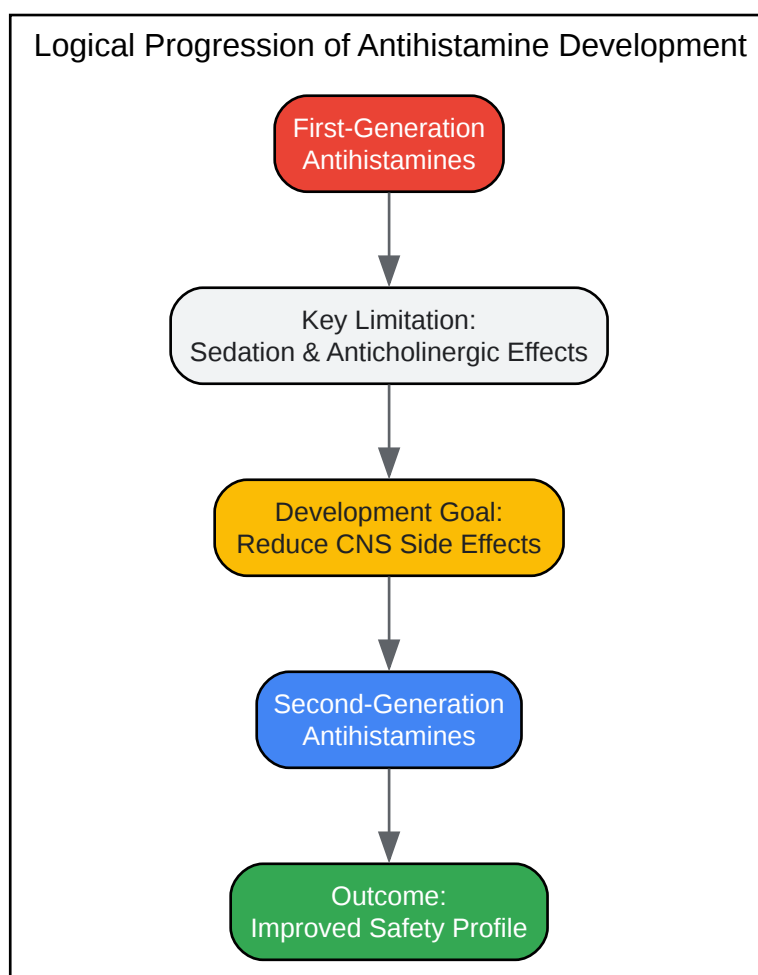 Logical Progression of Antihistamine Development
First-Generation
Antihistamines
Key Limitation:
Sedation & Anticholinergic Effects
Development Goal:
Reduce CNS Side Effects
Second-Generation
Antihistamines
Outcome:
Improved Safety Profile